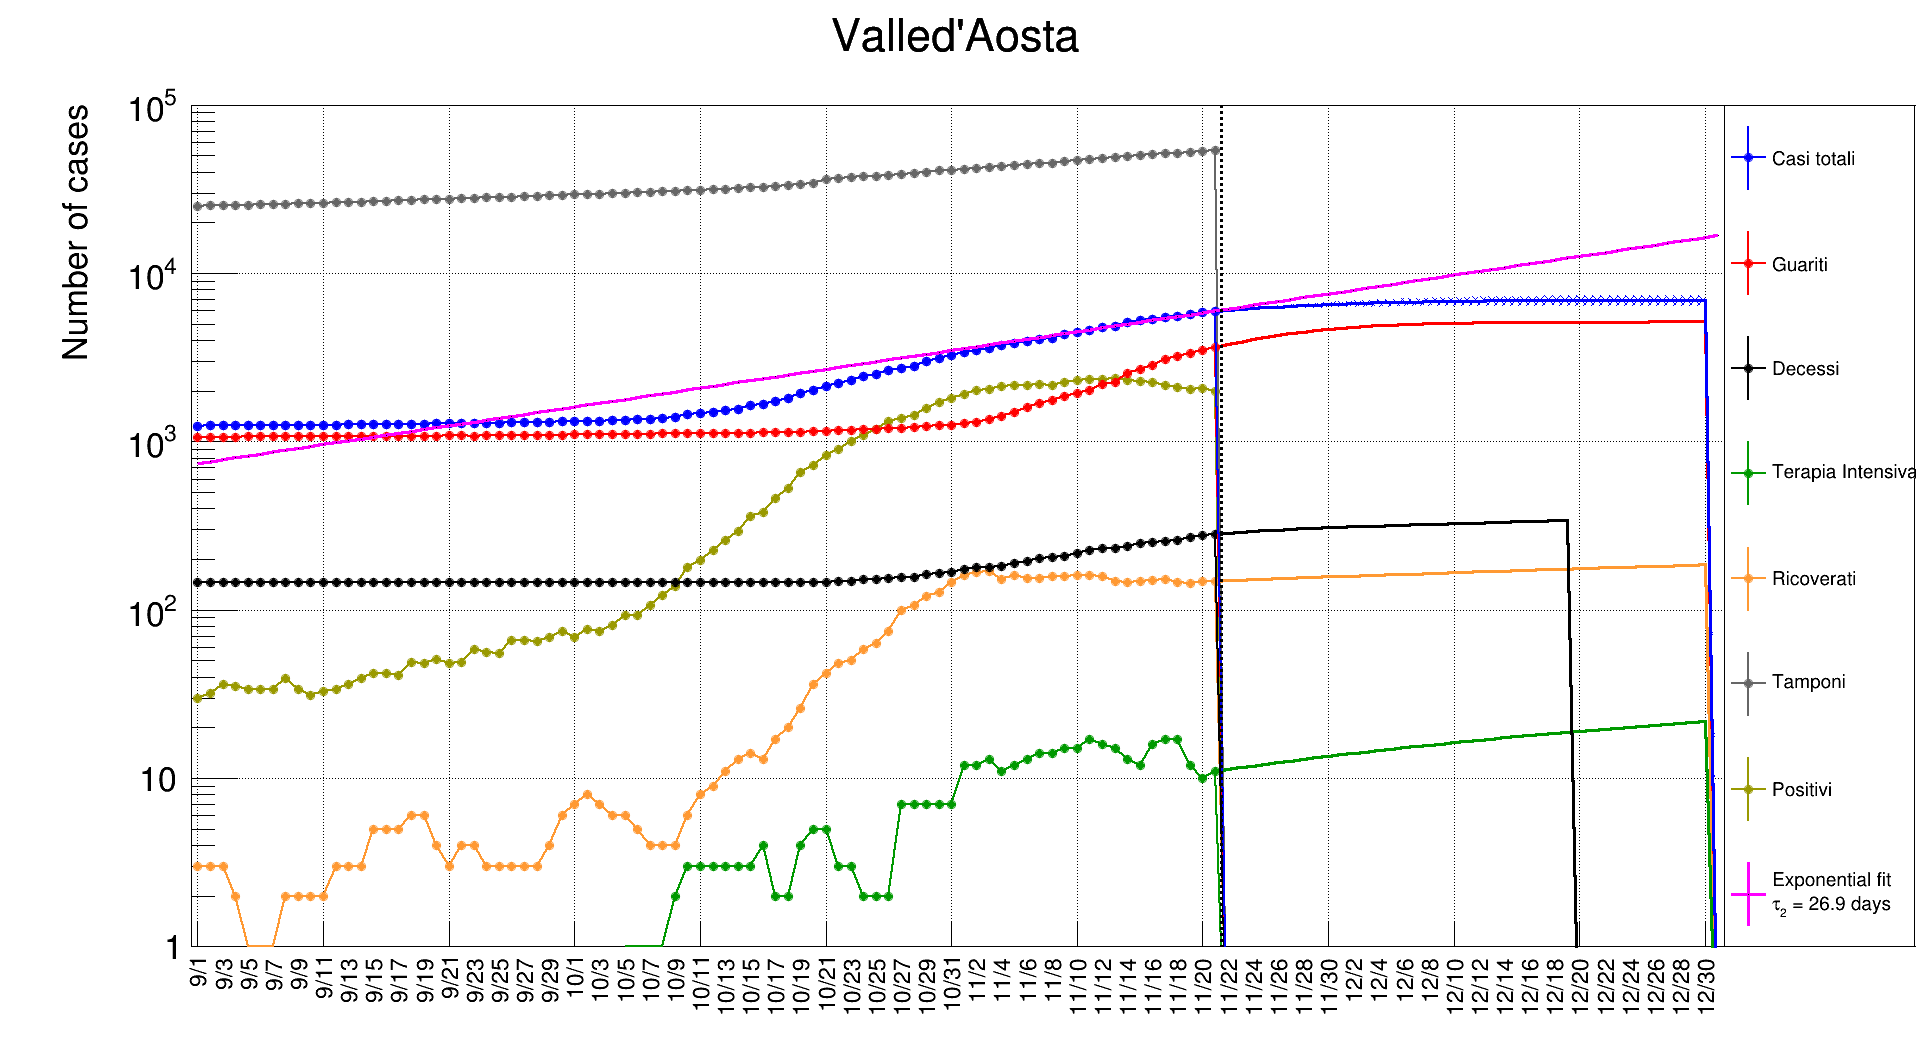 Valled'Aosta
Number of cases
10^5
10^4
10^3
10^2
10
1
9/1 9/3 9/5 9/7 9/9 9/11 9/13 9/15 9/17 9/19 9/21 9/23 9/25 9/27 9/29 10/1 10/3 10/5 10/7 10/9 10/11 10/13 10/15 10/17 10/19 10/21 10/23 10/25 10/27 10/29 10/31 11/2 11/4 11/6 11/8 11/10 11/12 11/14 11/16 11/18 11/20 11/22 11/24 11/26 11/28 11/30 12/2 12/4 12/6 12/8 12/10 12/12 12/14 12/16 12/18 12/20 12/22 12/24 12/26 12/28 12/30
Casi totali
Guariti
Decessi
Terapia Intensiva
Ricoverati
Tamponi
Positivi
Exponential fit
τ_2 = 26.9 days